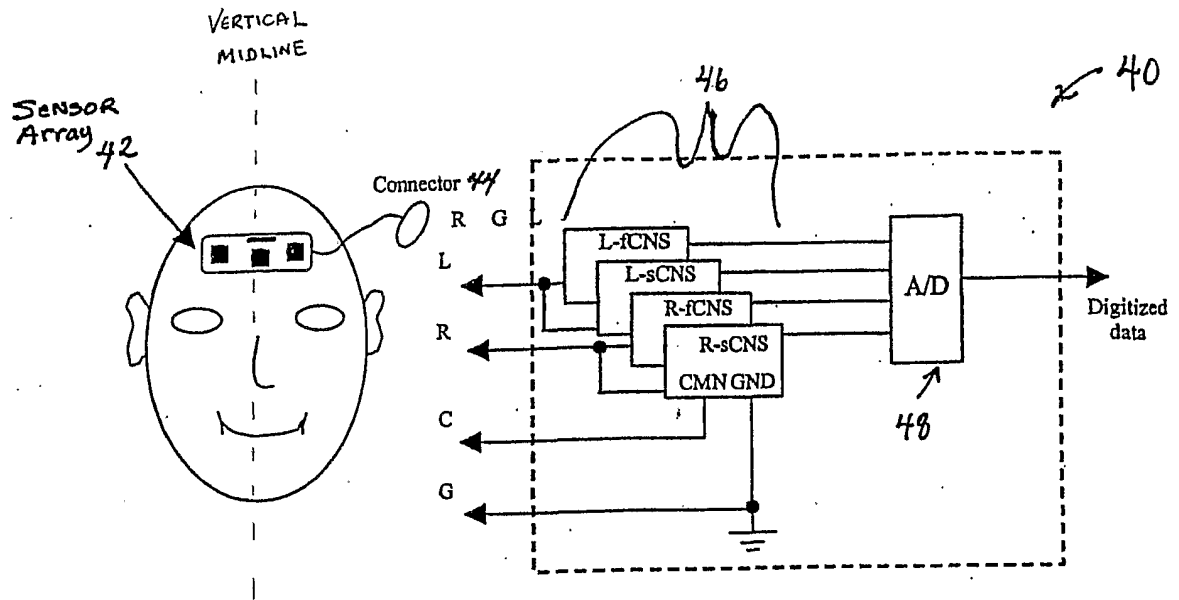 VERTICAL
MIDLINE
SENSOR
Array
42
46
40
Connector 44
R G L
L-fCNS
L
L-sCNS
A/D
R-fCNS
Digitized
data
R
R-sCNS
CMN GND
48
C
G